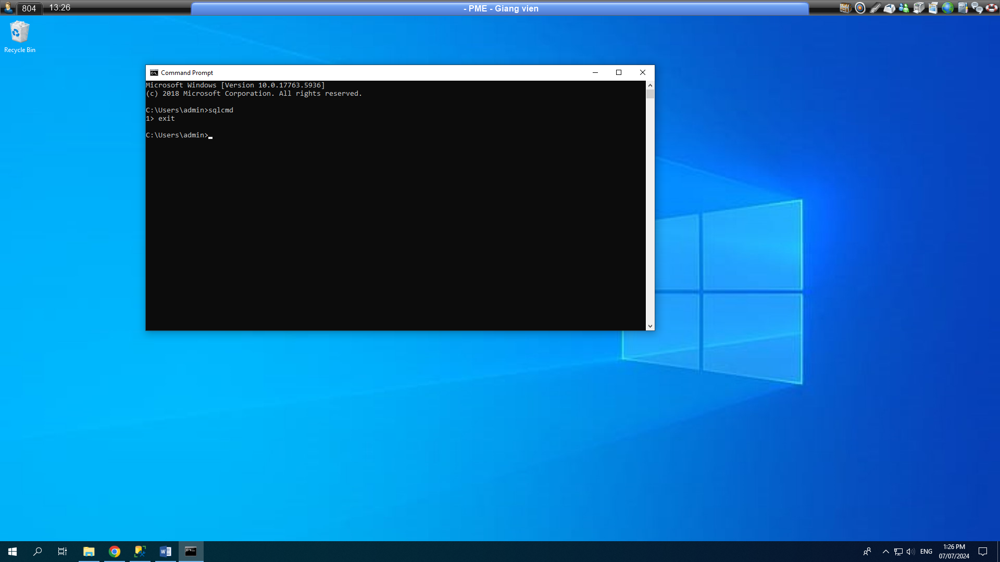 804
13:26
- PME - Giang vien
Recycle Bin
Command Prompt
Microsoft Windows [Version 10.0.17763.5936]
(c) 2018 Microsoft Corporation. All rights reserved.
C:\Users\admin>sqlcmd
1> exit
C:\Users\admin>
ENG
1:26 PM
07/07/2024